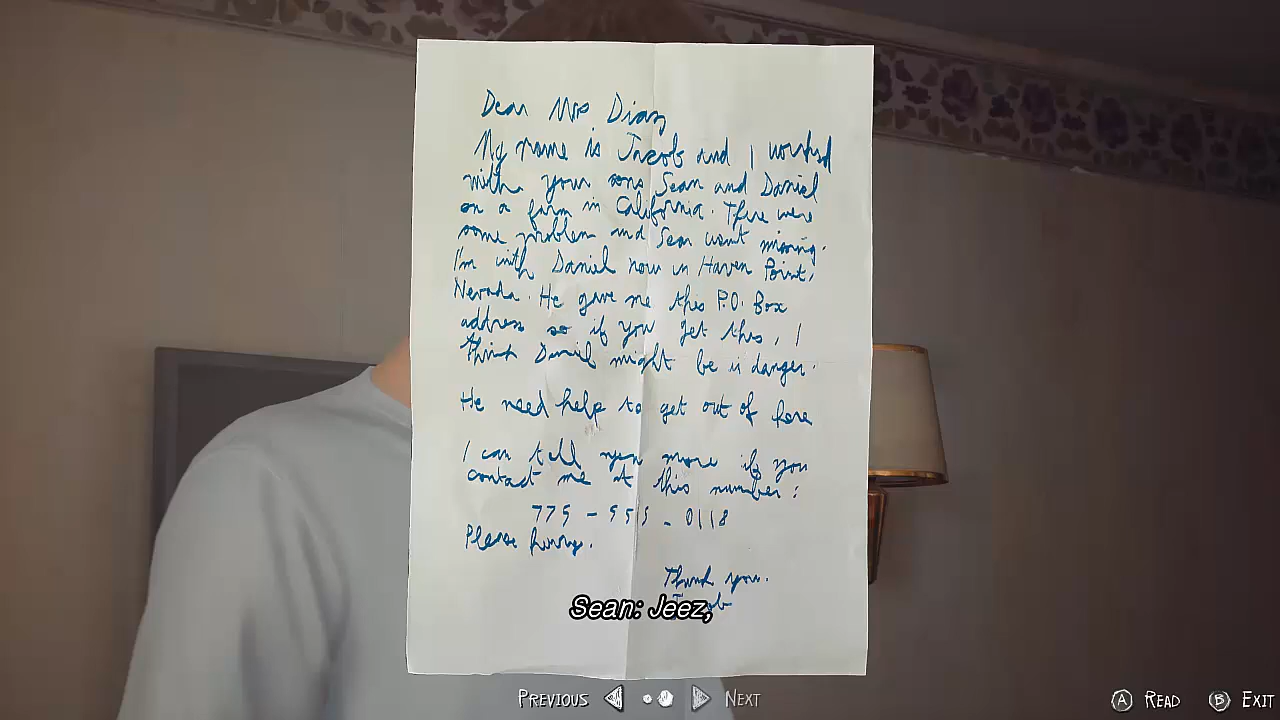 Dear Mrs. Diaz
My name is Jacob and I worked
with your sons Sean and Daniel
on a farm in California. There were
some problem and Sean went missing.
I'm with Daniel now in Haven Point,
Nevada. He gave me this P.O. Box
address so if you get this, I
think Daniel might be in danger.
He need help to get out of here
I can tell you more if you
contact me at this number:
775-555-0118
Please hurry.
Thank you.
Sean: Jeez,
PREVIOUS NEXT
A READ B EXIT